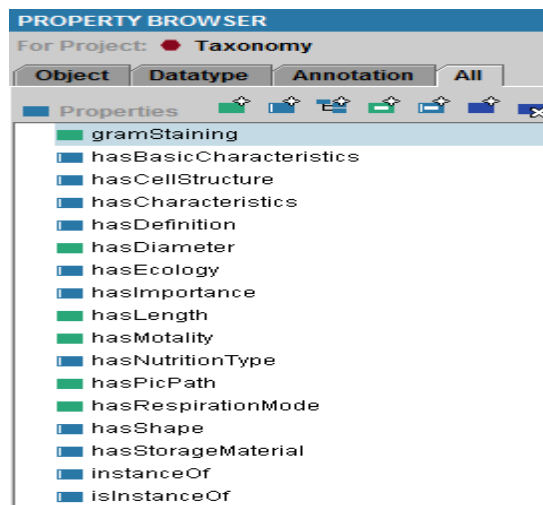 PROPERTY BROWSER
For Project: Taxonomy
Object Datatype Annotation All
Properties
gramStaining
hasBasicCharacteristics
hasCellStructure
hasCharacteristics
hasDefinition
hasDiameter
hasEcology
hasImportance
hasLength
hasMotality
hasNutritionType
hasPicPath
hasRespirationMode
hasShape
hasStorageMaterial
instanceOf
isInstanceOf